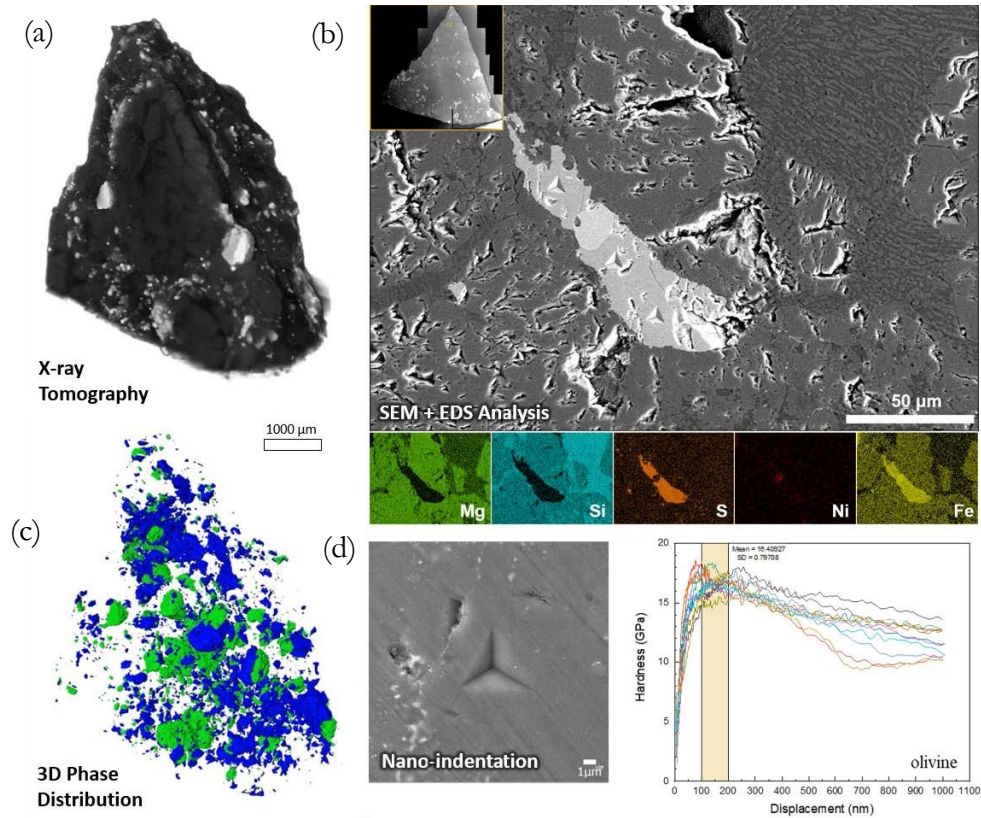 (a)
X-ray
Tomography
(b)
SEM + EDS Analysis
50 µm
Mg
Si
S
Ni
Fe
1000 µm
(c)
3D Phase
Distribution
(d)
Nano-indentation
1µm
Mean = 16.40927
SD = 0.79708
Hardness (GPa)
20
15
10
5
0
0 100 200 300 400 500 600 700 800 900 1000 1100
Displacement (nm)
olivine